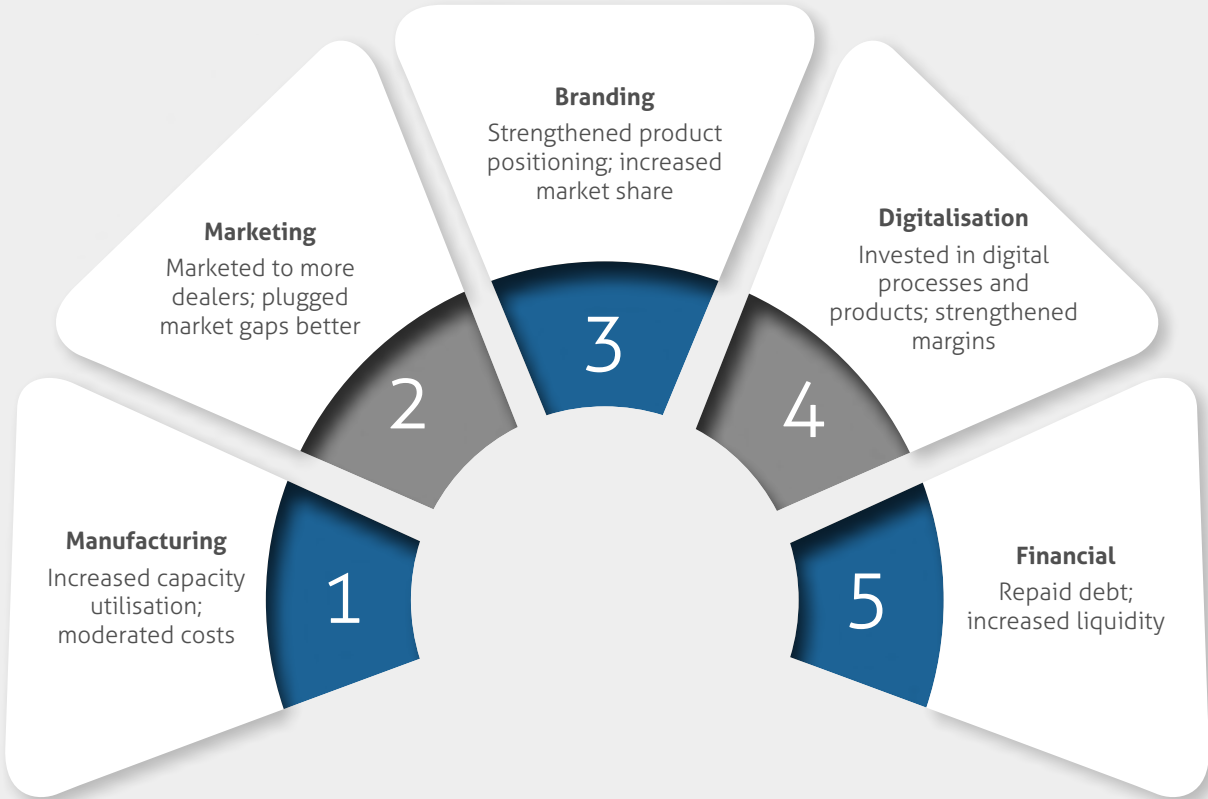 Manufacturing
Increased capacity
utilisation;
moderated costs
1
Marketing
Marketed to more
dealers; plugged
market gaps better
2
Branding
Strengthened product
positioning; increased
market share
3
Digitalisation
Invested in digital
processes and
products; strengthened
margins
4
Financial
Repaid debt;
increased liquidity
5